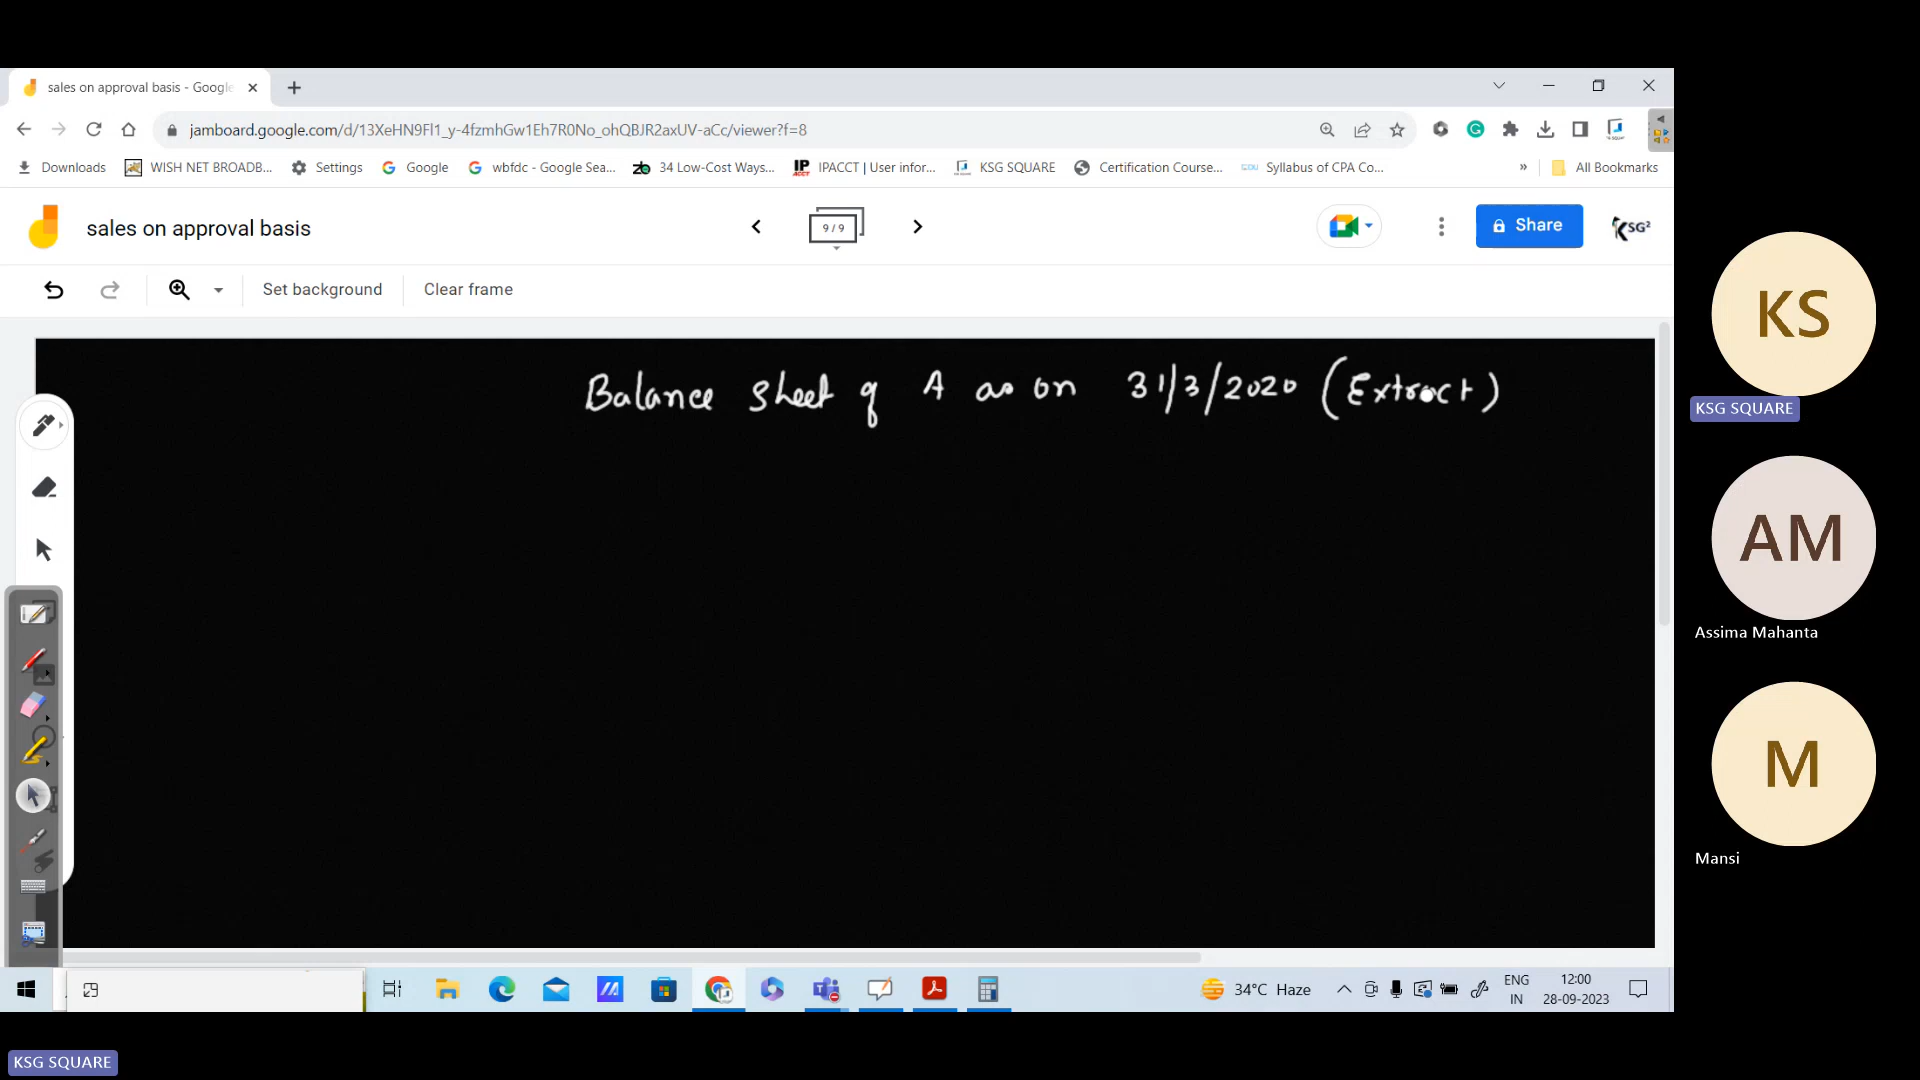 sales on approval basis - Google
jamboard.google.com/d/13XeHN9Fl1_y-4fzmhGw1Eh7R0No_ohQBJR2axUV-aCc/viewer?f=8
Downloads WISH NET BROADB... Settings Google wbfdc - Google Sea... 34 Low-Cost Ways... IPACCT | User infor... KSG SQUARE Certification Course... Syllabus of CPA Co... » All Bookmarks
sales on approval basis 9 / 9 Share KSG²
Set background Clear frame
Balance Sheet of A as on 31/3/2020 (Extract)
KS
KSG SQUARE
AM
Assima Mahanta
M
Mansi
34°C Haze ENG IN 12:00 28-09-2023
KSG SQUARE